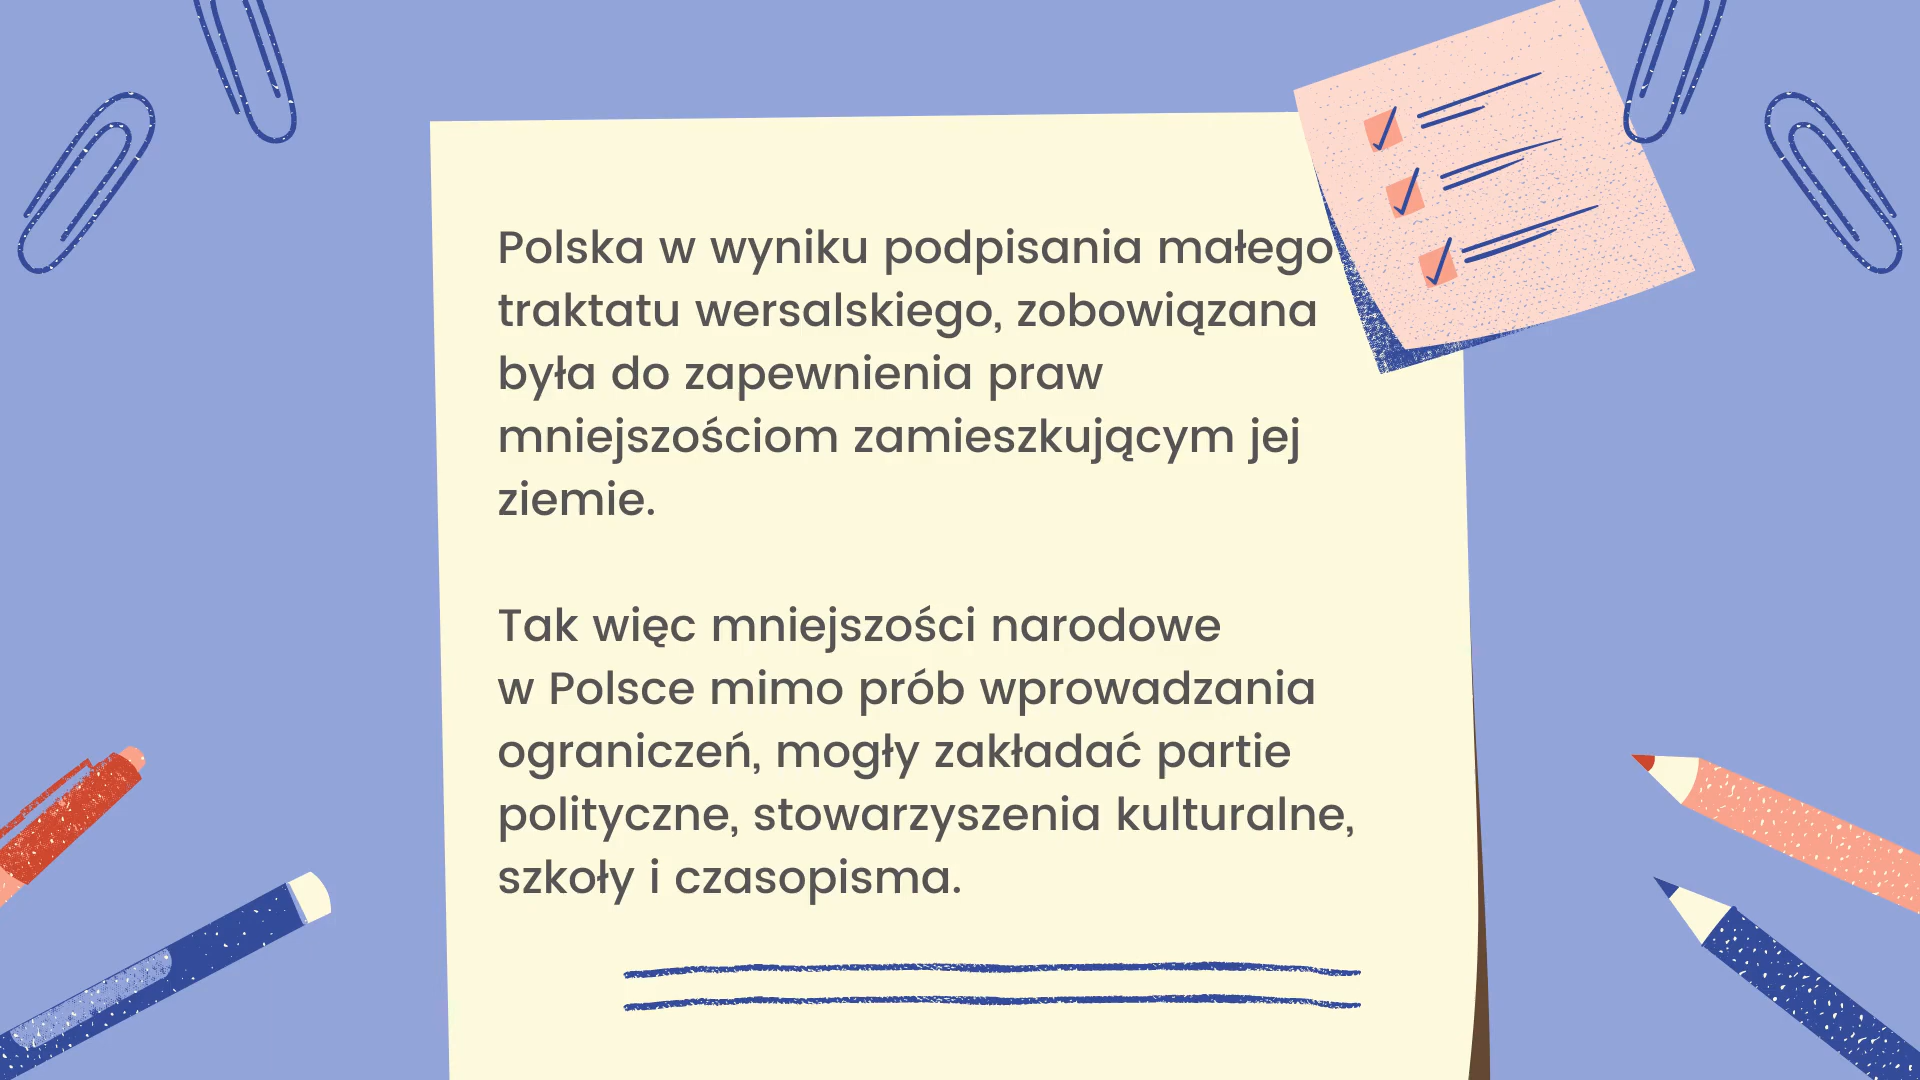 Polska w wyniku podpisania małego
traktatu wersalskiego, zobowiązana
była do zapewnienia praw
mniejszościom zamieszkującym jej
ziemie.
Tak więc mniejszości narodowe
w Polsce mimo prób wprowadzania
ograniczeń, mogły zakładać partie
polityczne, stowarzyszenia kulturalne,
szkoły i czasopisma.